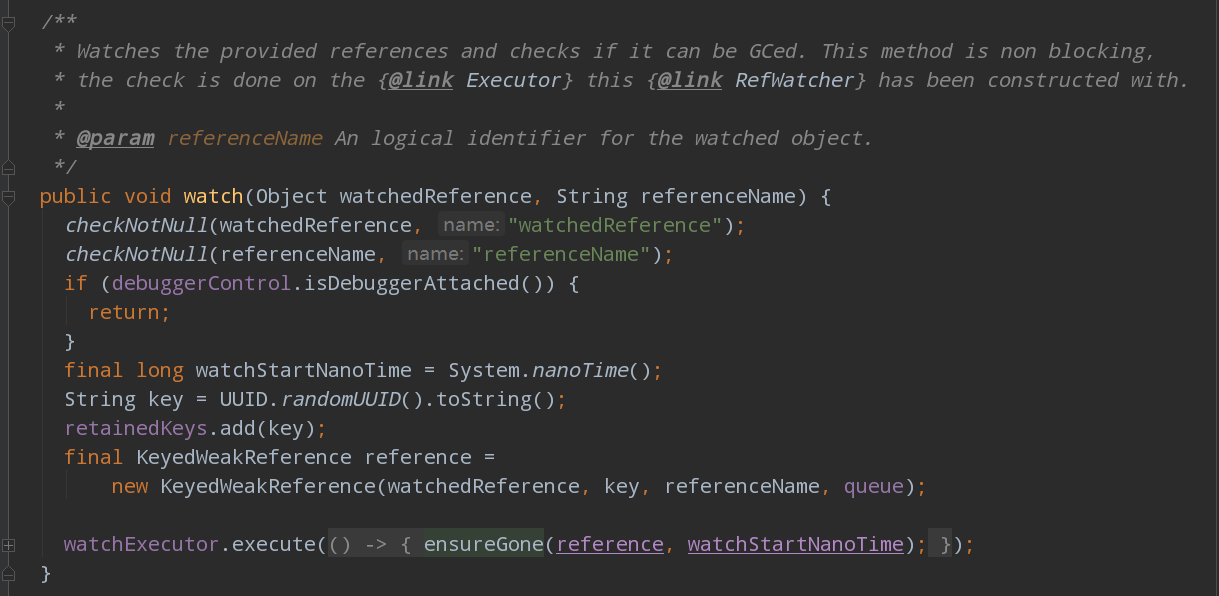 /**
 * Watches the provided references and checks if it can be GCed. This method is non blocking,
 * the check is done on the {@link Executor} this {@link RefWatcher} has been constructed with.
 *
 * @param referenceName An logical identifier for the watched object.
 */
public void watch(Object watchedReference, String referenceName) {
  checkNotNull(watchedReference, name: "watchedReference");
  checkNotNull(referenceName, name: "referenceName");
  if (debuggerControl.isDebuggerAttached()) {
    return;
  }
  final long watchStartNanoTime = System.nanoTime();
  String key = UUID.randomUUID().toString();
  retainedKeys.add(key);
  final KeyedWeakReference reference =
      new KeyedWeakReference(watchedReference, key, referenceName, queue);

  watchExecutor.execute(() -> { ensureGone(reference, watchStartNanoTime); });
}